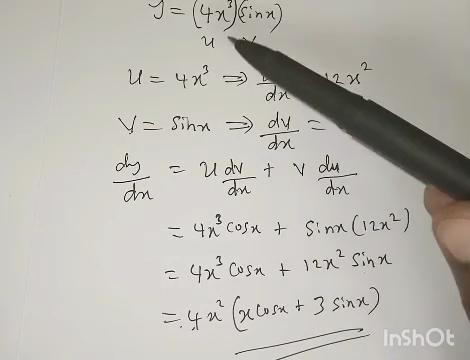 y = (4x³)(sinx)
u
u = 4x³ ⟹ dx 12x²
V = sinx ⟹ dv/dx =
dy/dx = u dv/dx + v du/dx
= 4x³ cosx + sinx (12x²)
= 4x³ cosx + 12x² sinx
= 4x² (x cosx + 3 sinx)
InShOt